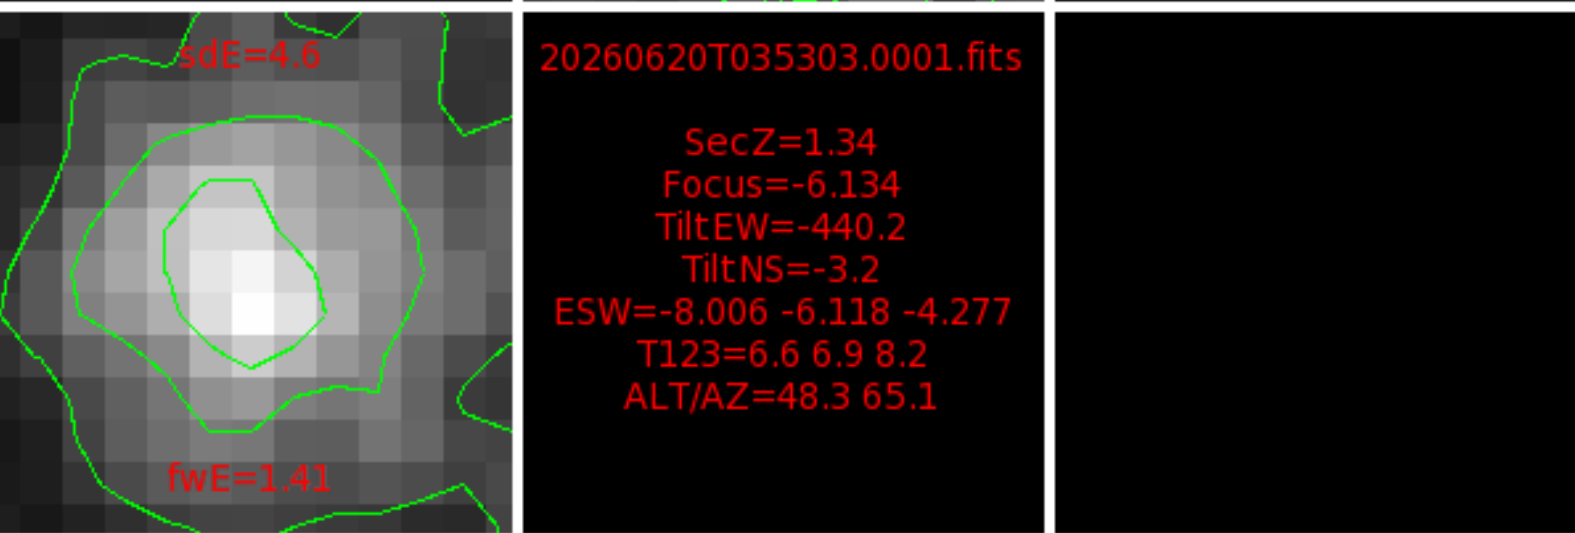 sdE=4.6
fwE=1.41
20260620T035303.0001.fits
SecZ=1.34
Focus=-6.134
TiltEW=-440.2
TiltNS=-3.2
ESW=-8.006 -6.118 -4.277
T123=6.6 6.9 8.2
ALT/AZ=48.3 65.1